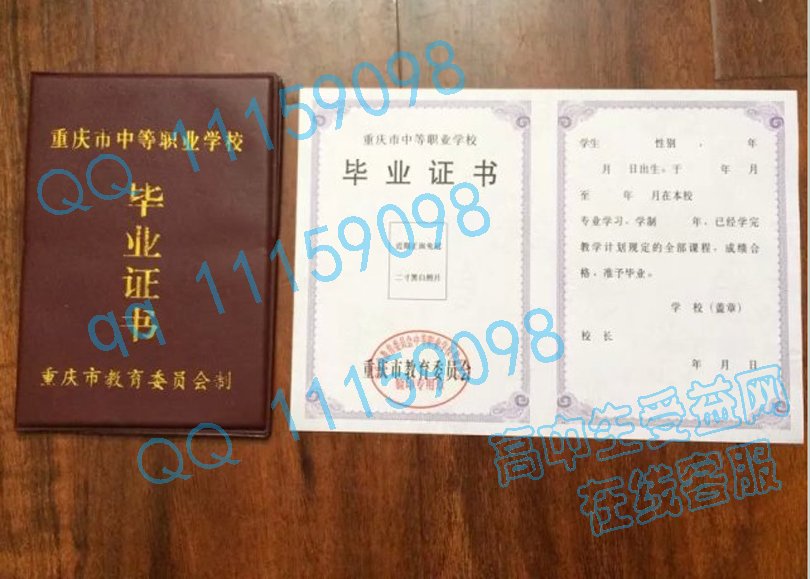 重庆市中等职业学校
毕业证书
重庆市教育委员会制
重庆市中等职业学校
毕业证书
近期正面免冠
二寸黑白照片
重庆市教育委员会
验印专用章
学生 性别 , 年
月 日出生。于 年 月
至 年 月在本校
专业学习。学制 年，已经学完
教学计划规定的全部课程，成绩合
格，准予毕业。
学 校（盖章）
校 长
年 月 日
QQ 11159098
qq 11159098
QQ 11159098
高中生受益网
在线客服